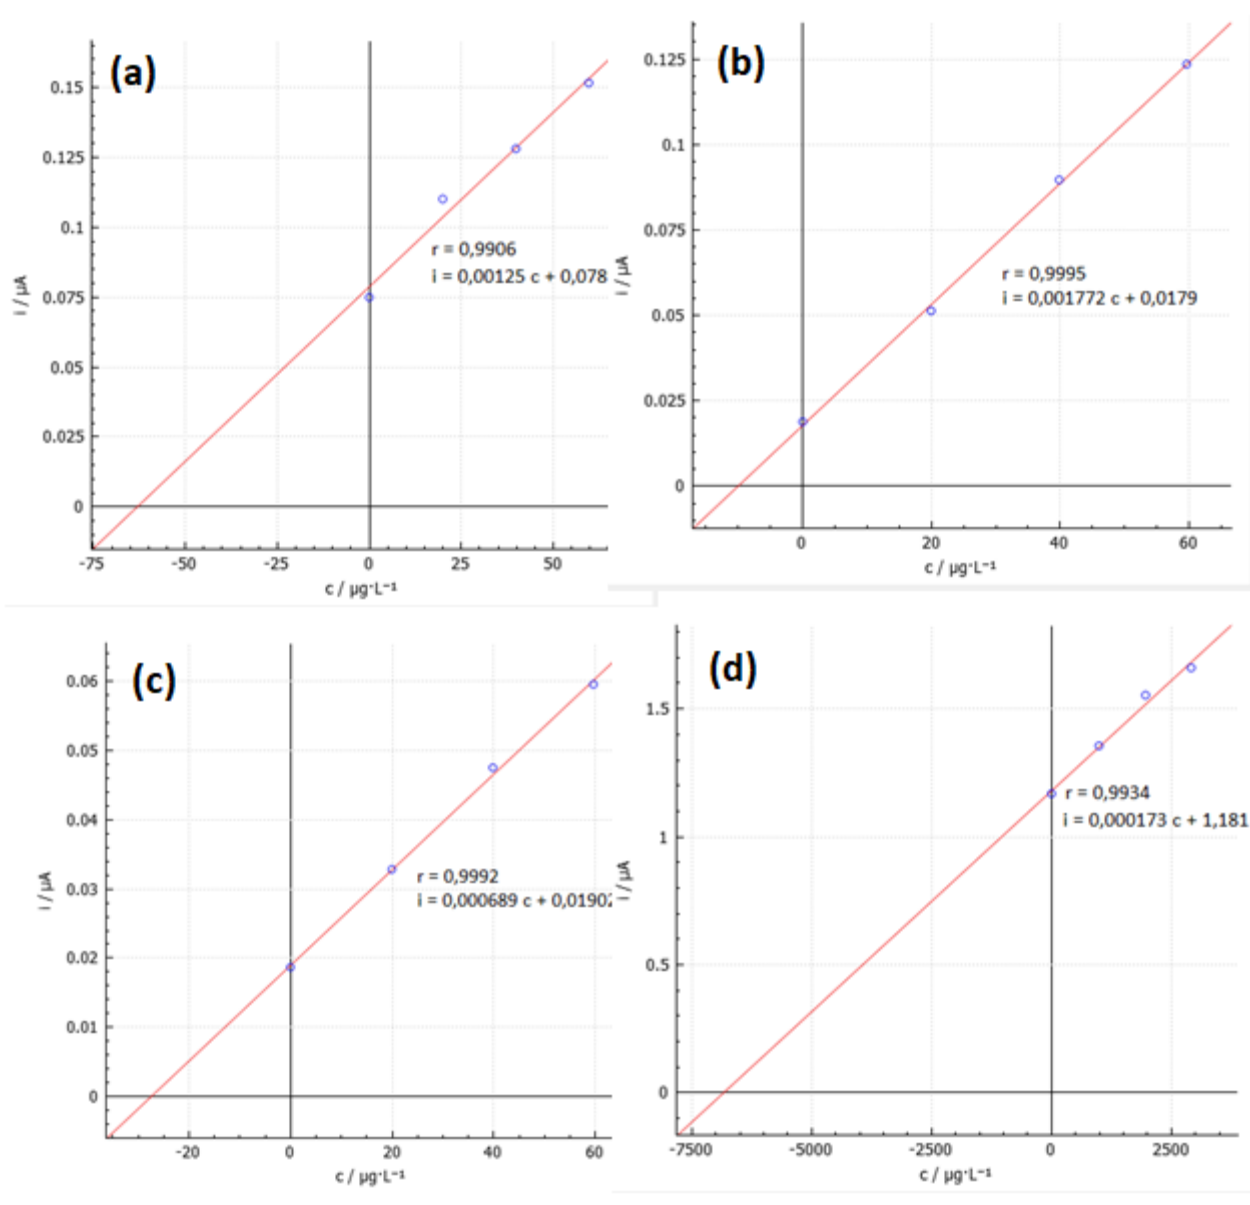 (a)
0.15
0.125
0.1
0.075
0.05
0.025
0
i / µA
r = 0,9906
i = 0,00125 c + 0,078
-75 -50 -25 0 25 50
c / µg·L⁻¹
(b)
0.125
0.1
0.075
0.05
0.025
0
i / µA
r = 0,9995
i = 0,001772 c + 0,0179
0 20 40 60
c / µg·L⁻¹
(c)
0.06
0.05
0.04
0.03
0.02
0.01
0
i / µA
r = 0,9992
i = 0,000689 c + 0,01902
-20 0 20 40 60
c / µg·L⁻¹
(d)
1.5
1
0.5
0
i / µA
r = 0,9934
i = 0,000173 c + 1,181
-7500 -5000 -2500 0 2500
c / µg·L⁻¹